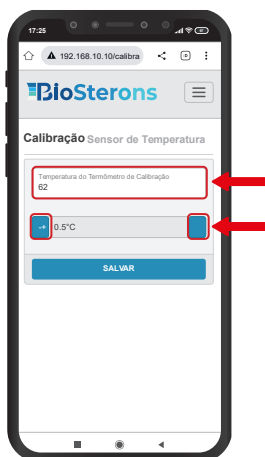 17:25
192.168.10.10/calibra
BioSterons
Calibração Sensor de Temperatura
Temperatura do Termômetro de Calibração
62
0.5°C
SALVAR